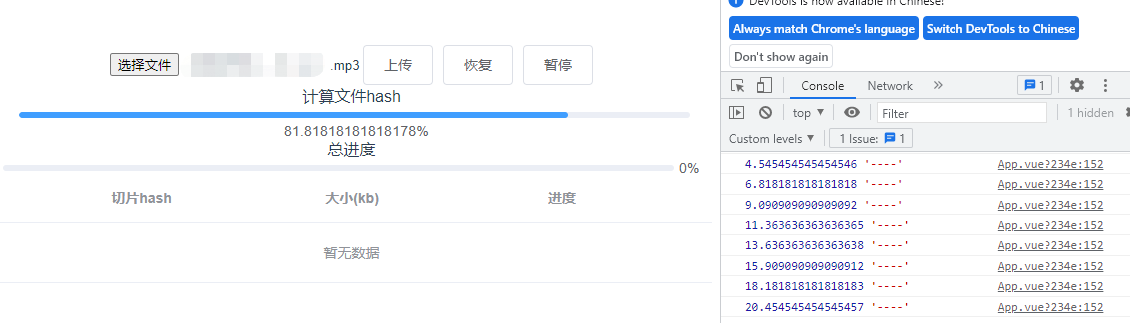 选择文件 .mp3 上传 恢复 暂停
计算文件hash
81.81818181818178%
总进度
0%
切片hash 大小(kb) 进度
暂无数据
DevTools is now available in Chinese!
Always match Chrome's language Switch DevTools to Chinese
Don't show again
Console Network » 1
top ▾ Filter 1 hidden
Custom levels ▾ 1 Issue: 1
4.545454545454546 '----' App.vue?234e:152
6.818181818181818 '----' App.vue?234e:152
9.090909090909092 '----' App.vue?234e:152
11.363636363636365 '----' App.vue?234e:152
13.636363636363638 '----' App.vue?234e:152
15.909090909090912 '----' App.vue?234e:152
18.181818181818183 '----' App.vue?234e:152
20.454545454545457 '----' App.vue?234e:152